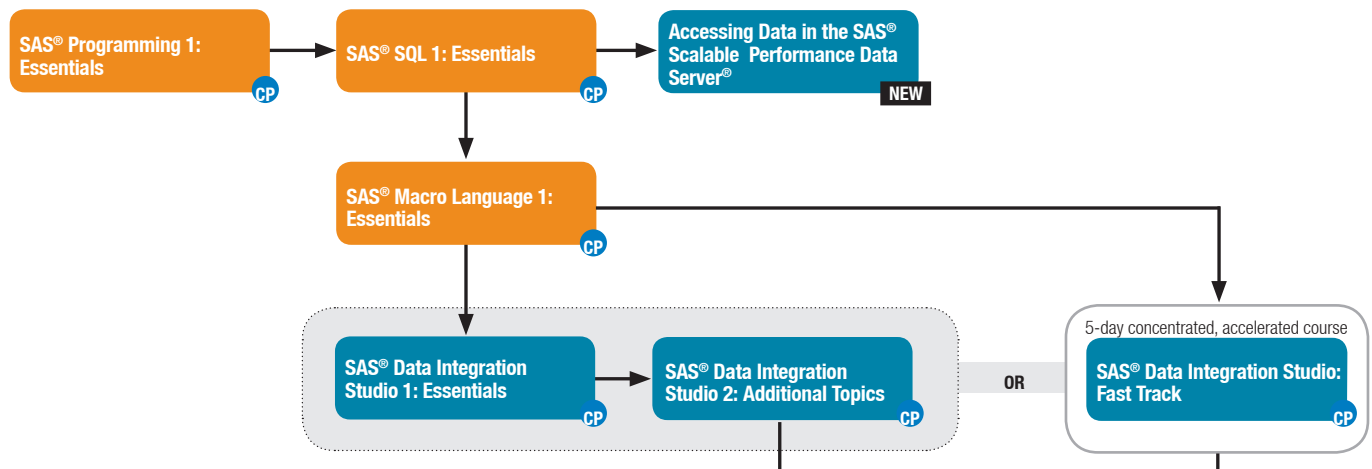 SAS® Programming 1:
Essentials
CP
SAS® SQL 1: Essentials
CP
Accessing Data in the SAS®
Scalable Performance Data
Server®
NEW
SAS® Macro Language 1:
Essentials
CP
SAS® Data Integration
Studio 1: Essentials
CP
SAS® Data Integration
Studio 2: Additional Topics
CP
OR
5-day concentrated, accelerated course
SAS® Data Integration Studio:
Fast Track
CP